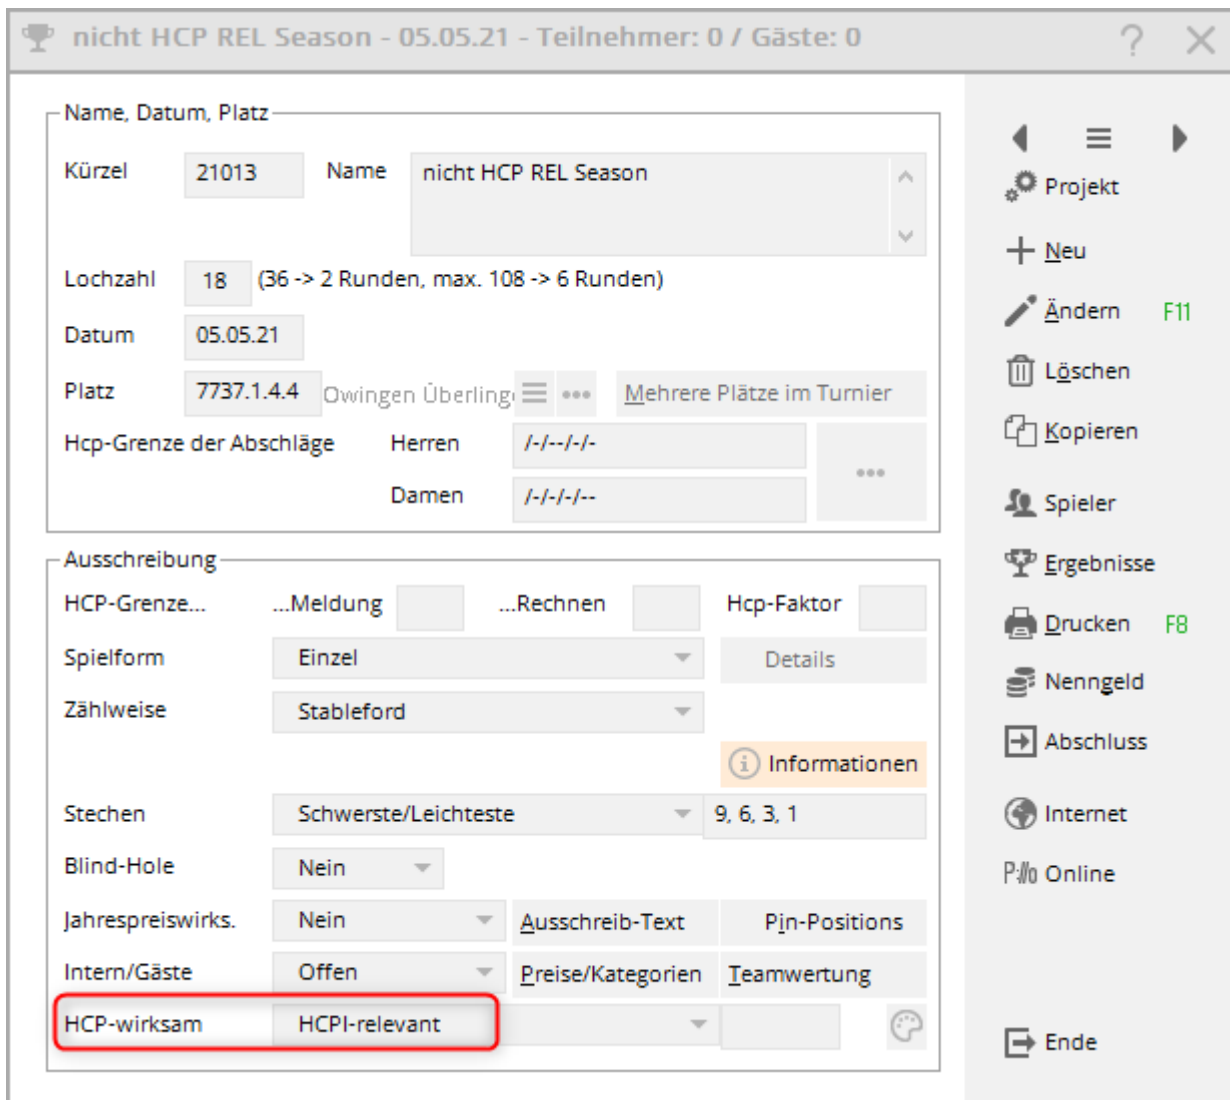 nicht HCP REL Season - 05.05.21 - Teilnehmer: 0 / Gäste: 0
?
Name, Datum, Platz
Kürzel 21013 Name nicht HCP REL Season
Lochzahl 18 (36 -> 2 Runden, max. 108 -> 6 Runden)
Datum 05.05.21
Platz 7737.1.4.4 Owingen Überling ... Mehrere Plätze im Turnier
Hcp-Grenze der Abschläge Herren /-/--/-/-
...
Damen /-/-/-/--
Ausschreibung
HCP-Grenze... ...Meldung ...Rechnen Hcp-Faktor
Spielform Einzel Details
Zählweise Stableford
Informationen
Stechen Schwerste/Leichteste 9, 6, 3, 1
Blind-Hole Nein
Jahrespreiswirks. Nein Ausschreib-Text Pin-Positions
Intern/Gäste Offen Preise/Kategorien Teamwertung
HCP-wirksam HCPI-relevant
Projekt
Neu
Ändern F11
Löschen
Kopieren
Spieler
Ergebnisse
Drucken F8
Nenngeld
Abschluss
Internet
P://o Online
Ende